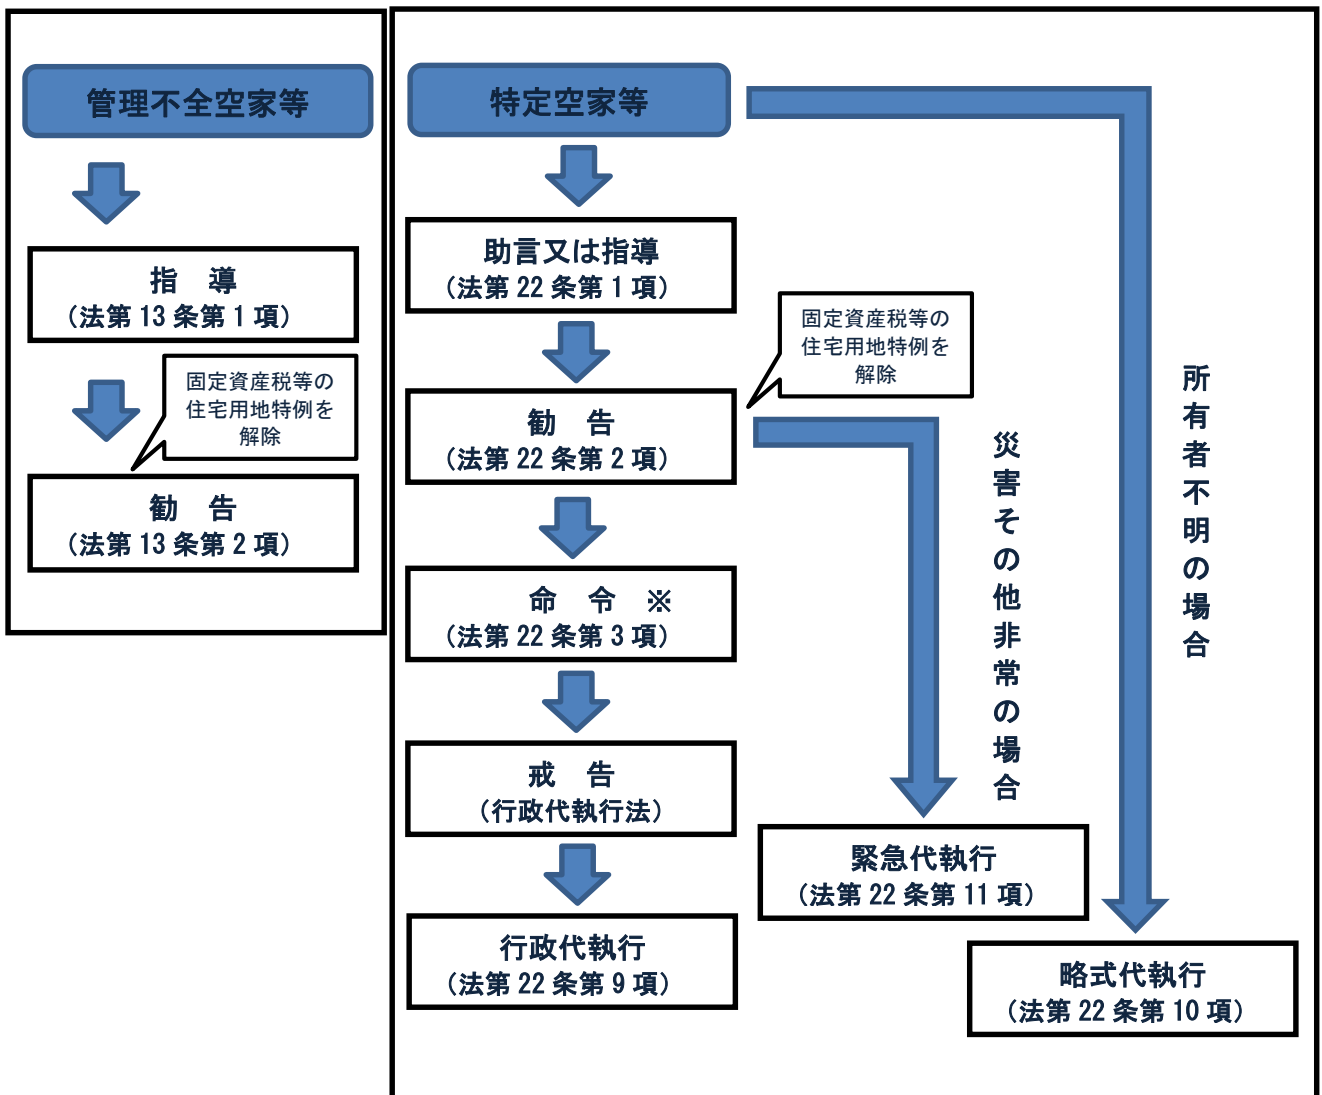 管理不全空家等
指　導
（法第 13 条第 1 項）
固定資産税等の
住宅用地特例を
解除
勧　告
（法第 13 条第 2 項）
特定空家等
助言又は指導
（法第 22 条第 1 項）
固定資産税等の
住宅用地特例を
解除
勧　告
（法第 22 条第 2 項）
命　令　※
（法第 22 条第 3 項）
戒　告
（行政代執行法）
行政代執行
（法第 22 条第 9 項）
災害その他非常の場合
緊急代執行
（法第 22 条第 11 項）
所有者不明の場合
略式代執行
（法第 22 条第 10 項）